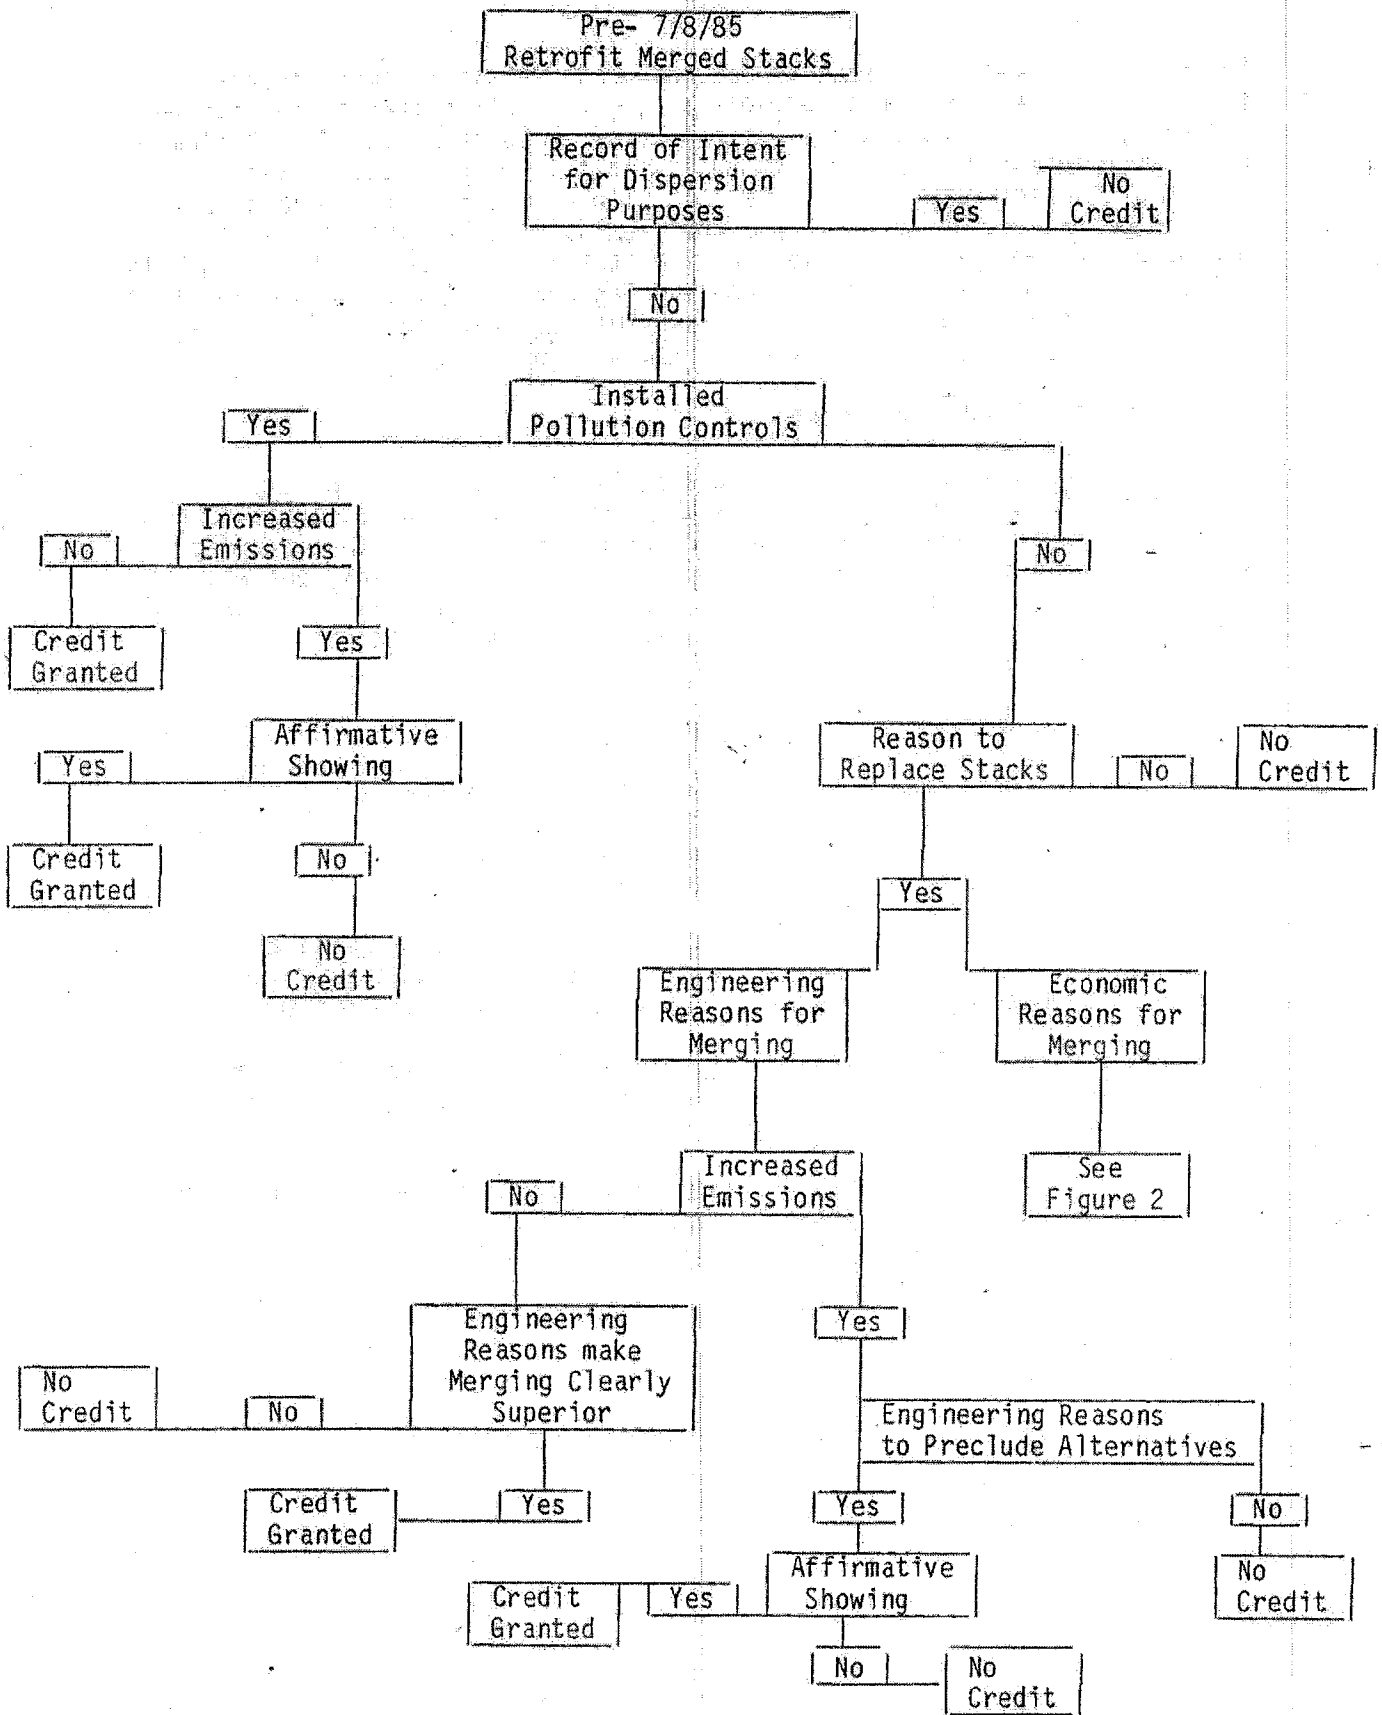 Pre- 7/8/85
Retrofit Merged Stacks
Record of Intent
for Dispersion
Purposes
Yes
No
Credit
No
Installed
Pollution Controls
Yes
No
Increased
Emissions
No
Credit
Granted
Yes
Affirmative
Showing
Yes
Credit
Granted
No
No
Credit
Reason to
Replace Stacks
No
No
Credit
Yes
Engineering
Reasons for
Merging
Economic
Reasons for
Merging
See
Figure 2
Increased
Emissions
No
Engineering
Reasons make
Merging Clearly
Superior
No
No
Credit
Yes
Credit
Granted
Yes
Engineering Reasons
to Preclude Alternatives
Yes
No
No
Credit
Affirmative
Showing
Yes
Credit
Granted
No
No
Credit